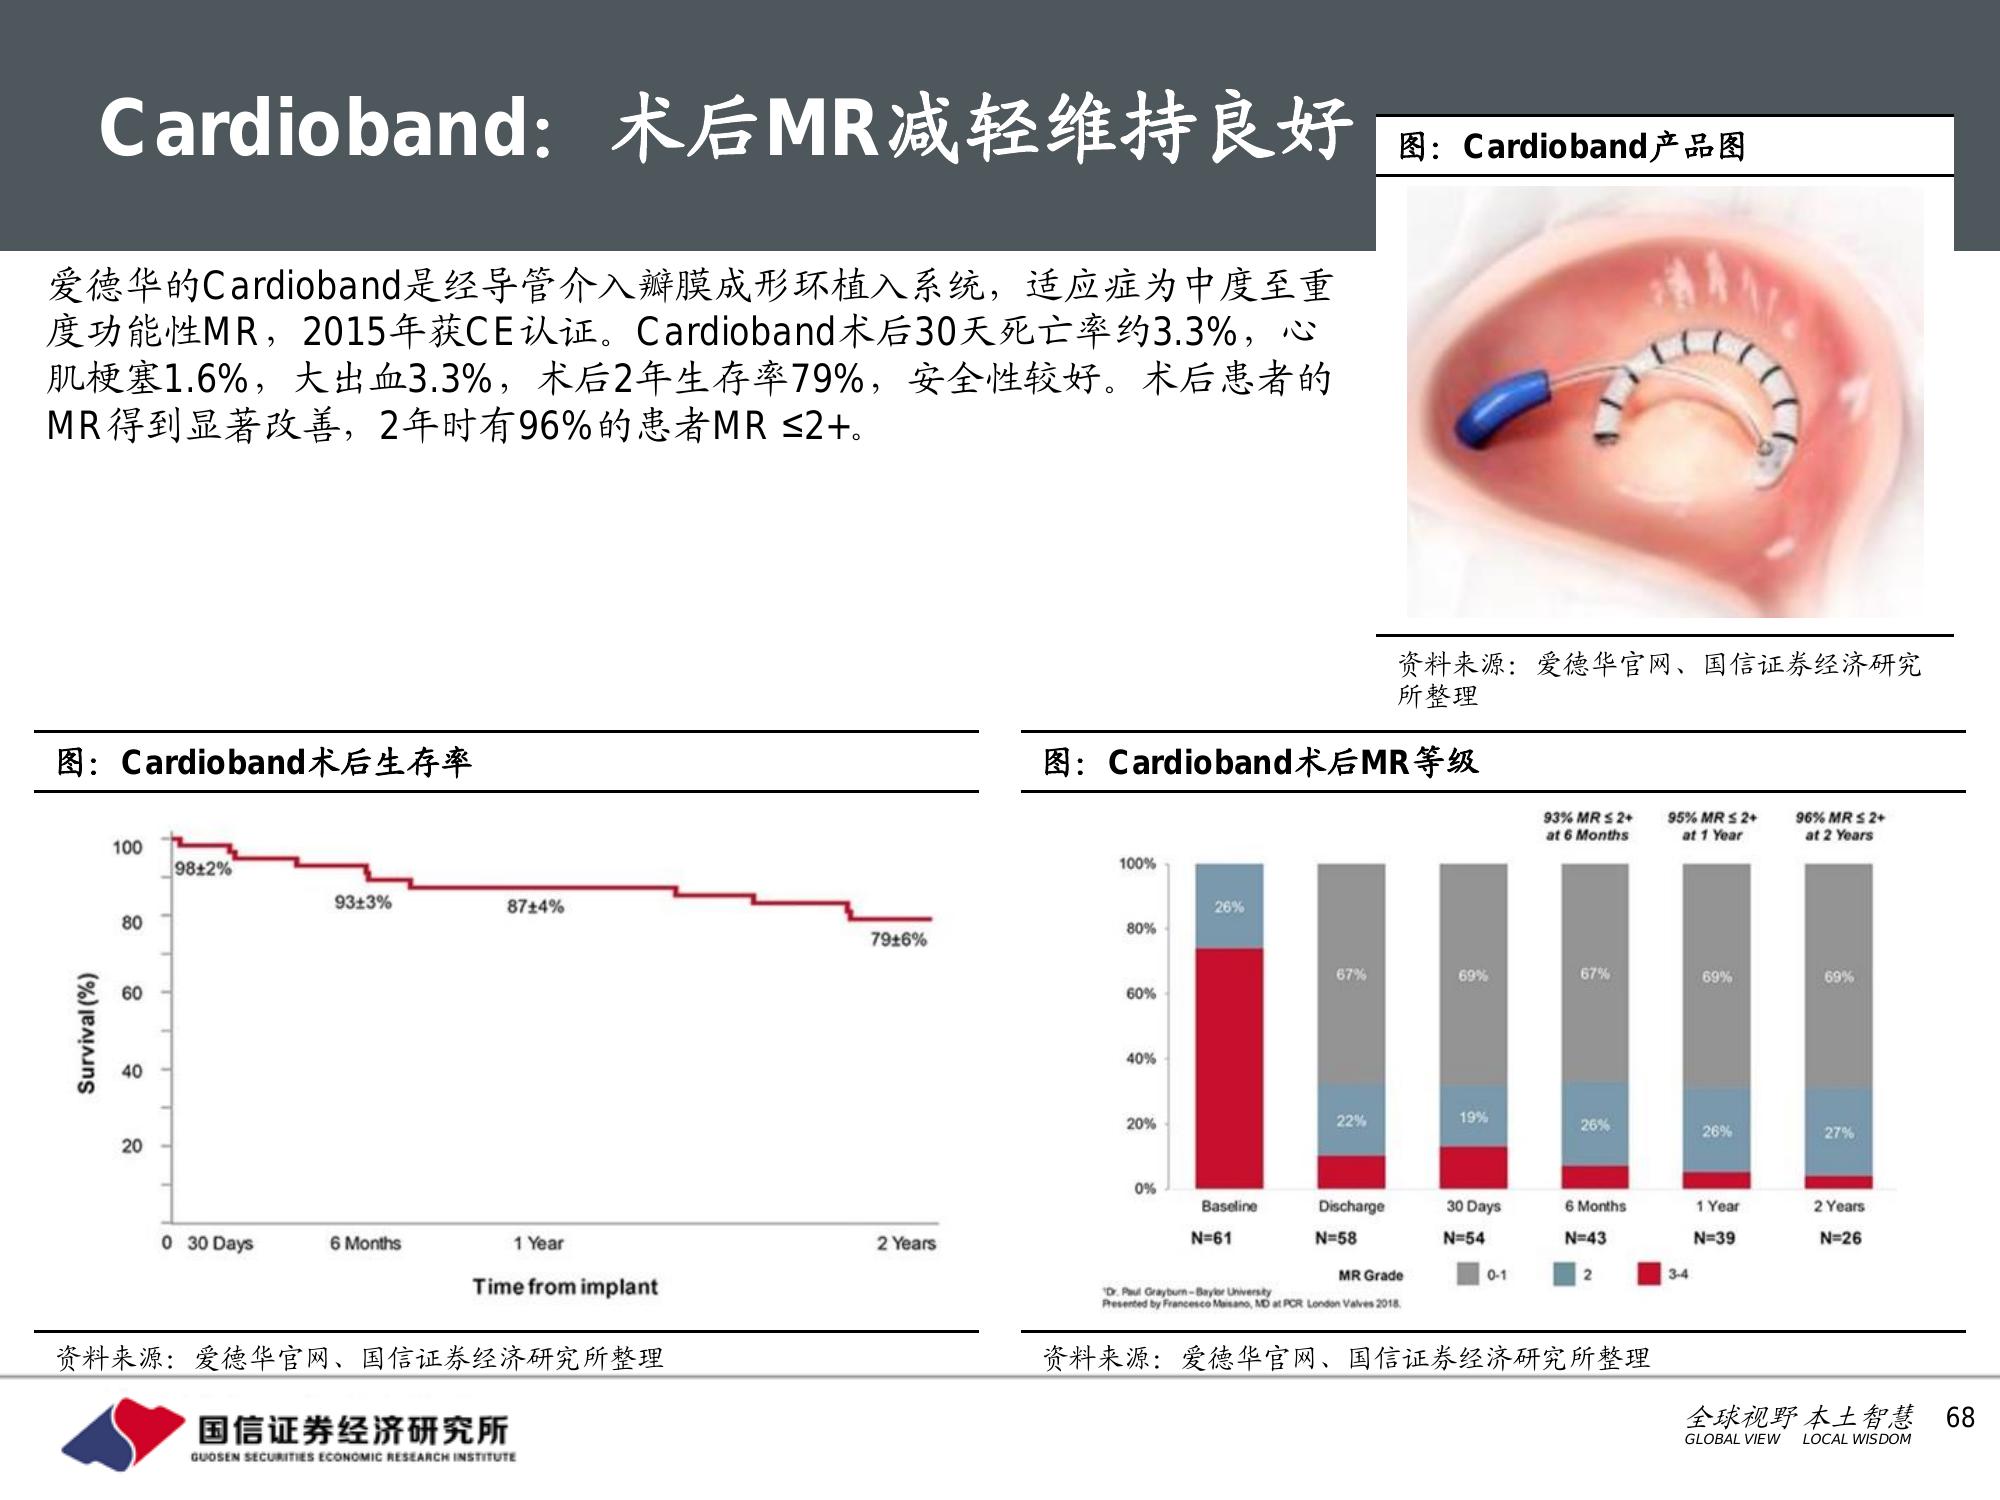 Cardioband：术后MR减轻维持良好
图：Cardioband产品图
爱德华的Cardioband是经导管介入瓣膜成形环植入系统，适应症为中度至重
度功能性MR，2015年获CE认证。Cardioband术后30天死亡率约3.3%，心
肌梗塞1.6%，大出血3.3%，术后2年生存率79%，安全性较好。术后患者的
MR得到显著改善，2年时有96%的患者MR ≤2+。
资料来源：爱德华官网、国信证券经济研究
所整理
图：Cardioband术后生存率
100
80
60
40
20
Survival (%)
98±2%
93±3%
87±4%
79±6%
0 30 Days 6 Months 1 Year 2 Years
Time from implant
资料来源：爱德华官网、国信证券经济研究所整理
图：Cardioband术后MR等级
93% MR ≤ 2+ 95% MR ≤ 2+ 96% MR ≤ 2+
at 6 Months at 1 Year at 2 Years
100%
80%
60%
40%
20%
0%
26%
67% 69% 67% 69% 69%
22% 19% 26% 26% 27%
Baseline Discharge 30 Days 6 Months 1 Year 2 Years
N=61 N=58 N=54 N=43 N=39 N=26
MR Grade 0-1 2 3-4
¹Dr. Paul Grayburn – Baylor University
Presented by Francesco Maisano, MD at PCR London Valves 2018.
资料来源：爱德华官网、国信证券经济研究所整理
国信证券经济研究所
GUOSEN SECURITIES ECONOMIC RESEARCH INSTITUTE
全球视野 本土智慧
GLOBAL VIEW LOCAL WISDOM
68